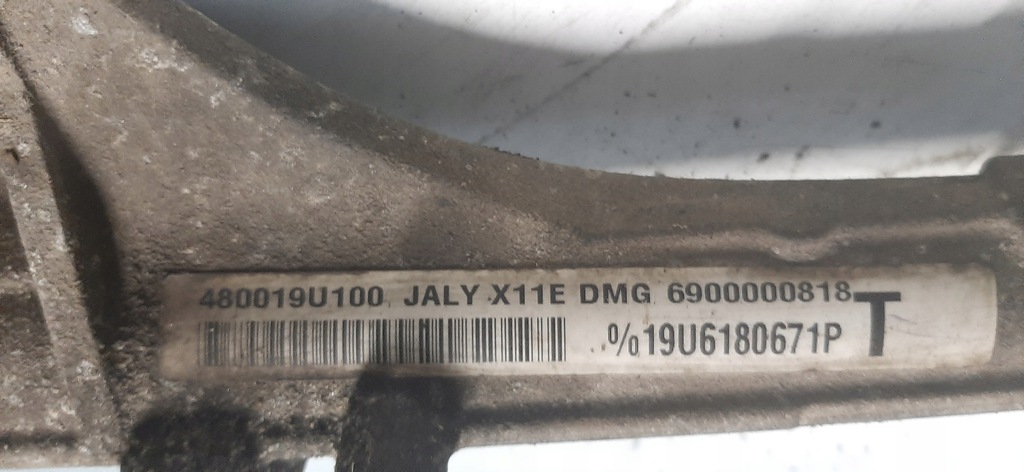 480019U100 JALY X11E DMG 6900000818 T
%19U6180671P